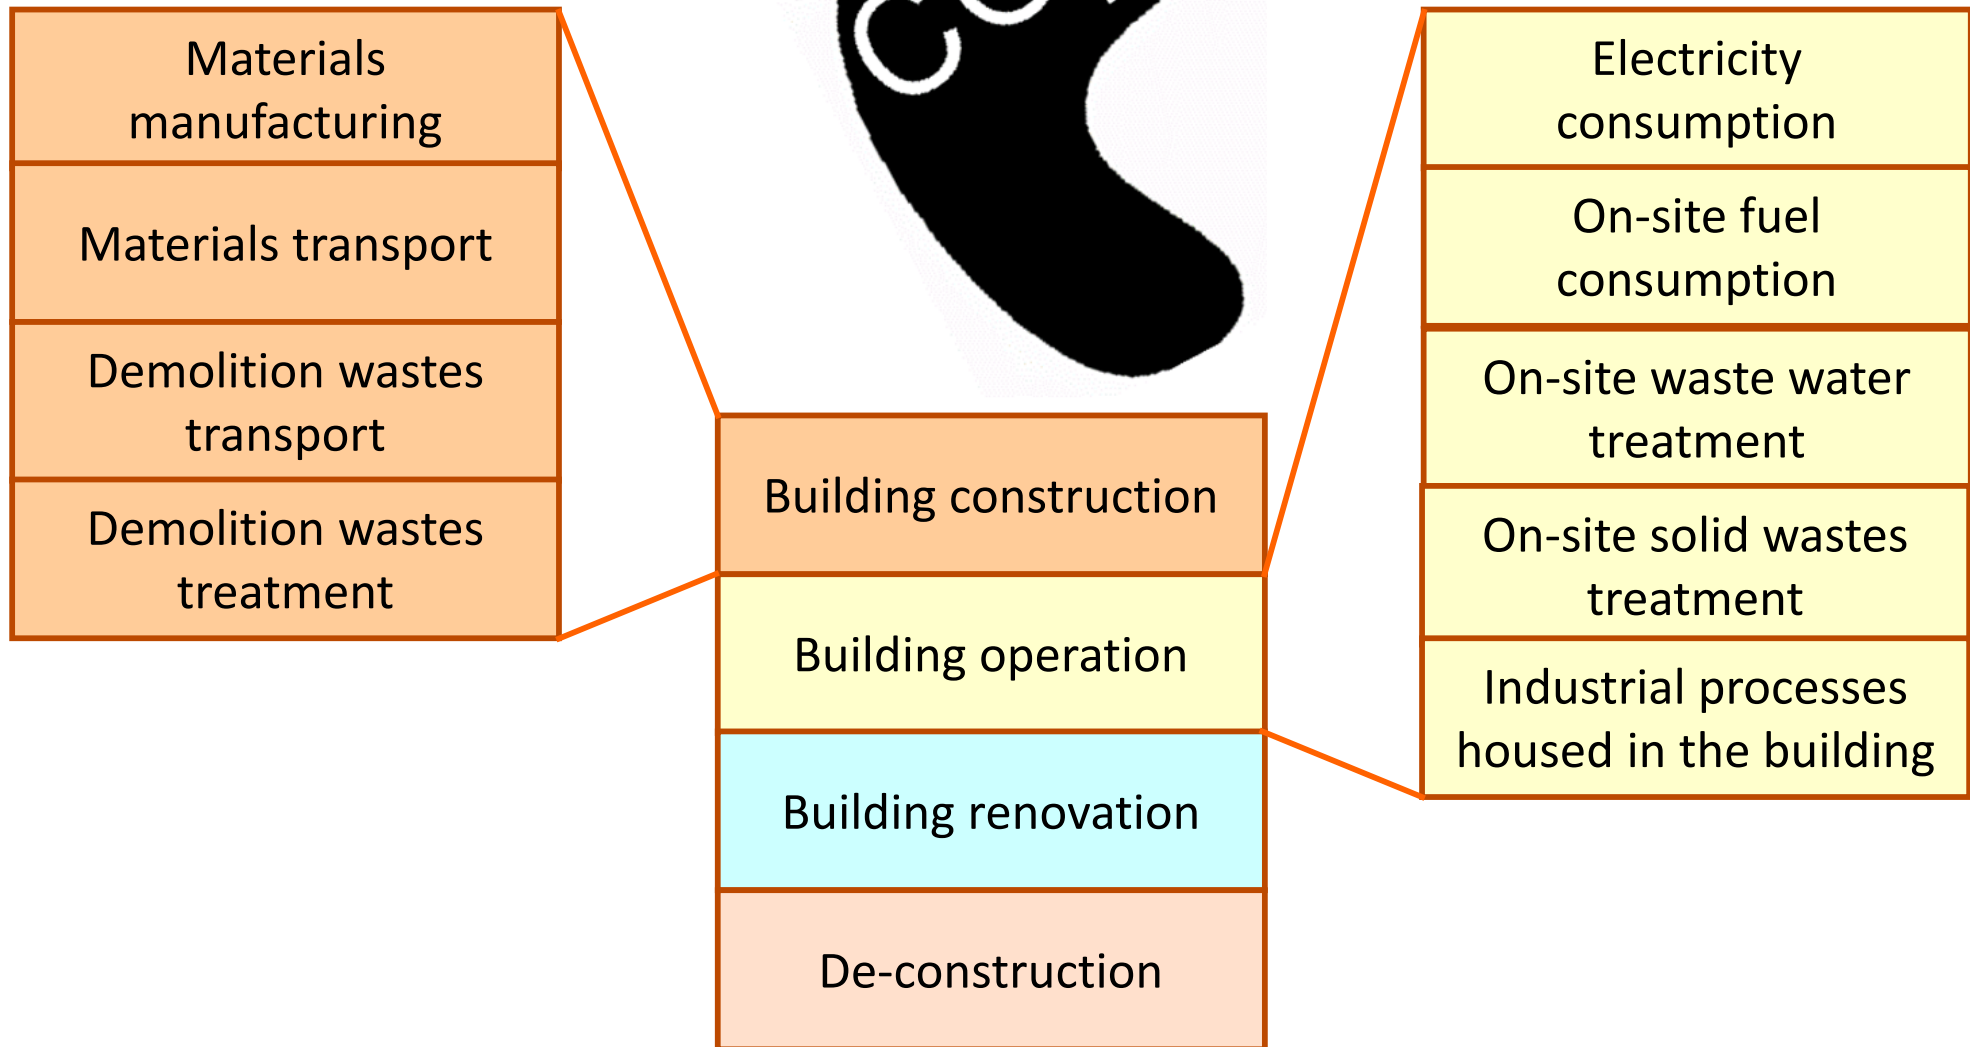 Materials
manufacturing
Materials transport
Demolition wastes
transport
Demolition wastes
treatment
Building construction
Building operation
Building renovation
De-construction
Electricity
consumption
On-site fuel
consumption
On-site waste water
treatment
On-site solid wastes
treatment
Industrial processes
housed in the building